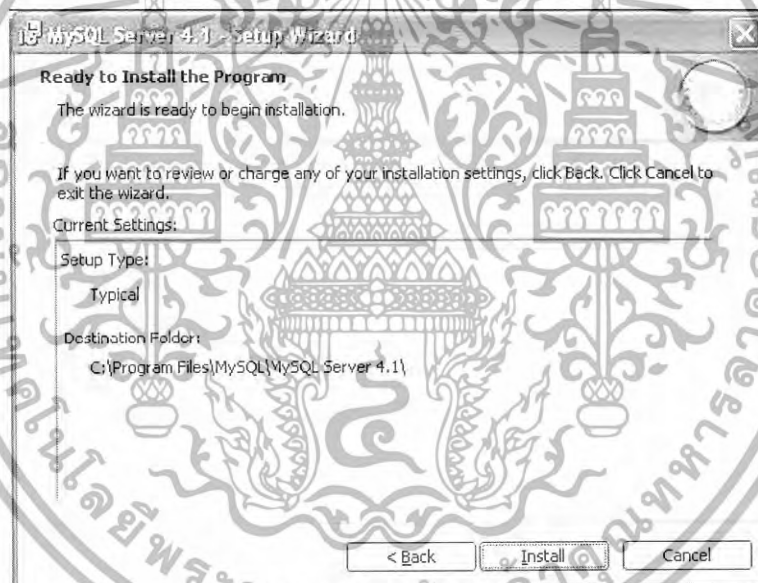 MySQL Server 4.1 - Setup Wizard
Ready to Install the Program
The wizard is ready to begin installation.
If you want to review or charge any of your installation settings, click Back. Click Cancel to
exit the wizard.
Current Settings:
Setup Type:
Typical
Destination Folder:
C:\Program Files\MySQL\MySQL Server 4.1\
< Back
Install
Cancel